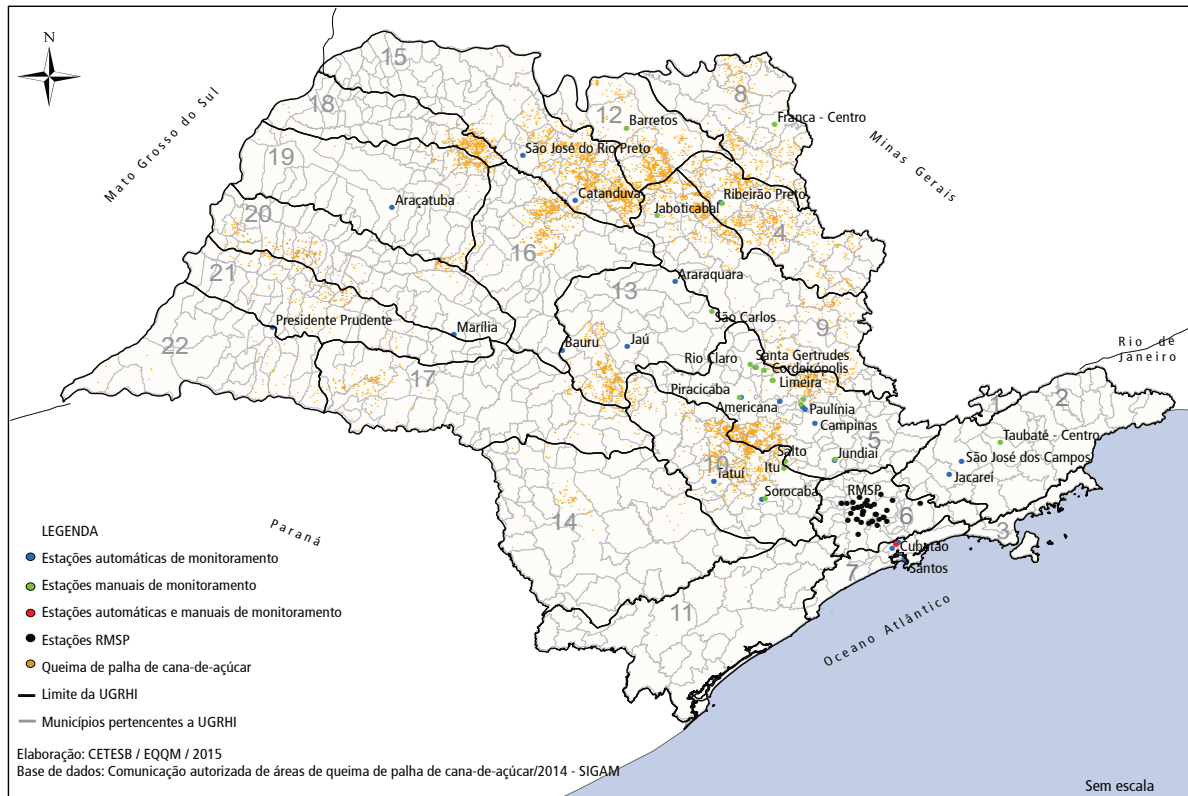 N
15
8
18
12
Barretos
Franca - Centro
Mato Grosso do Sul
Minas Gerais
São José do Rio Preto
19
Araçatuba
Catanduva
Ribeirão Preto
Jaboticabal
20
4
16
21
Araraquara
13
São Carlos
9
Presidente Prudente
Marília
Bauru
Jaú
22
Rio de
Janeiro
Rio Claro
Santa Gertrudes
Cordeirópolis
17
Limeira
Piracicaba
Americana
Paulínia
Campinas
1
2
5
Taubaté - Centro
Salto
Jundiaí
São José dos Campos
10
Itu
Tatuí
Jacareí
Sorocaba
RMSP
14
6
3
Paraná
Cubatão
Santos
7
11
Oceano Atlântico
LEGENDA
Estações automáticas de monitoramento
Estações manuais de monitoramento
Estações automáticas e manuais de monitoramento
Estações RMSP
Queima de palha de cana-de-açúcar
Limite da UGRHI
Municípios pertencentes a UGRHI
Elaboração: CETESB / EQQM / 2015
Base de dados: Comunicação autorizada de áreas de queima de palha de cana-de-açúcar/2014 - SIGAM
Sem escala